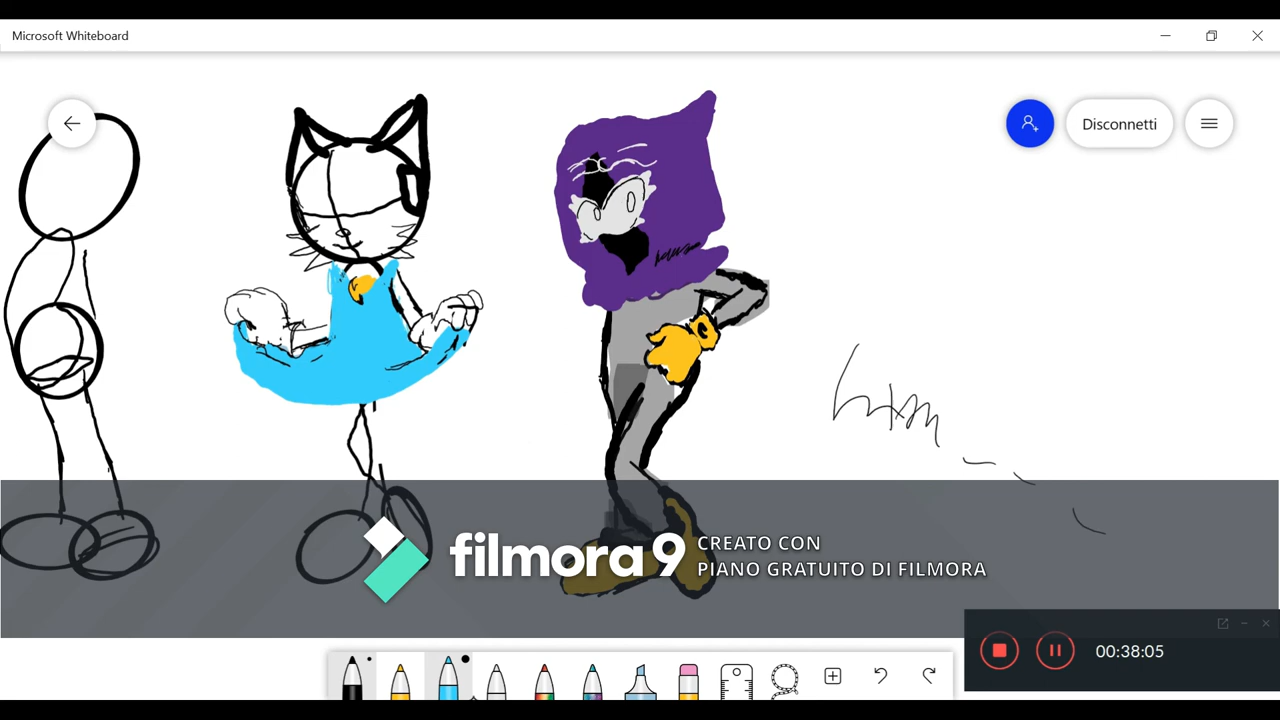 Microsoft Whiteboard
Disconnetti
filmora9
CREATO CON
PIANO GRATUITO DI FILMORA
00:38:05